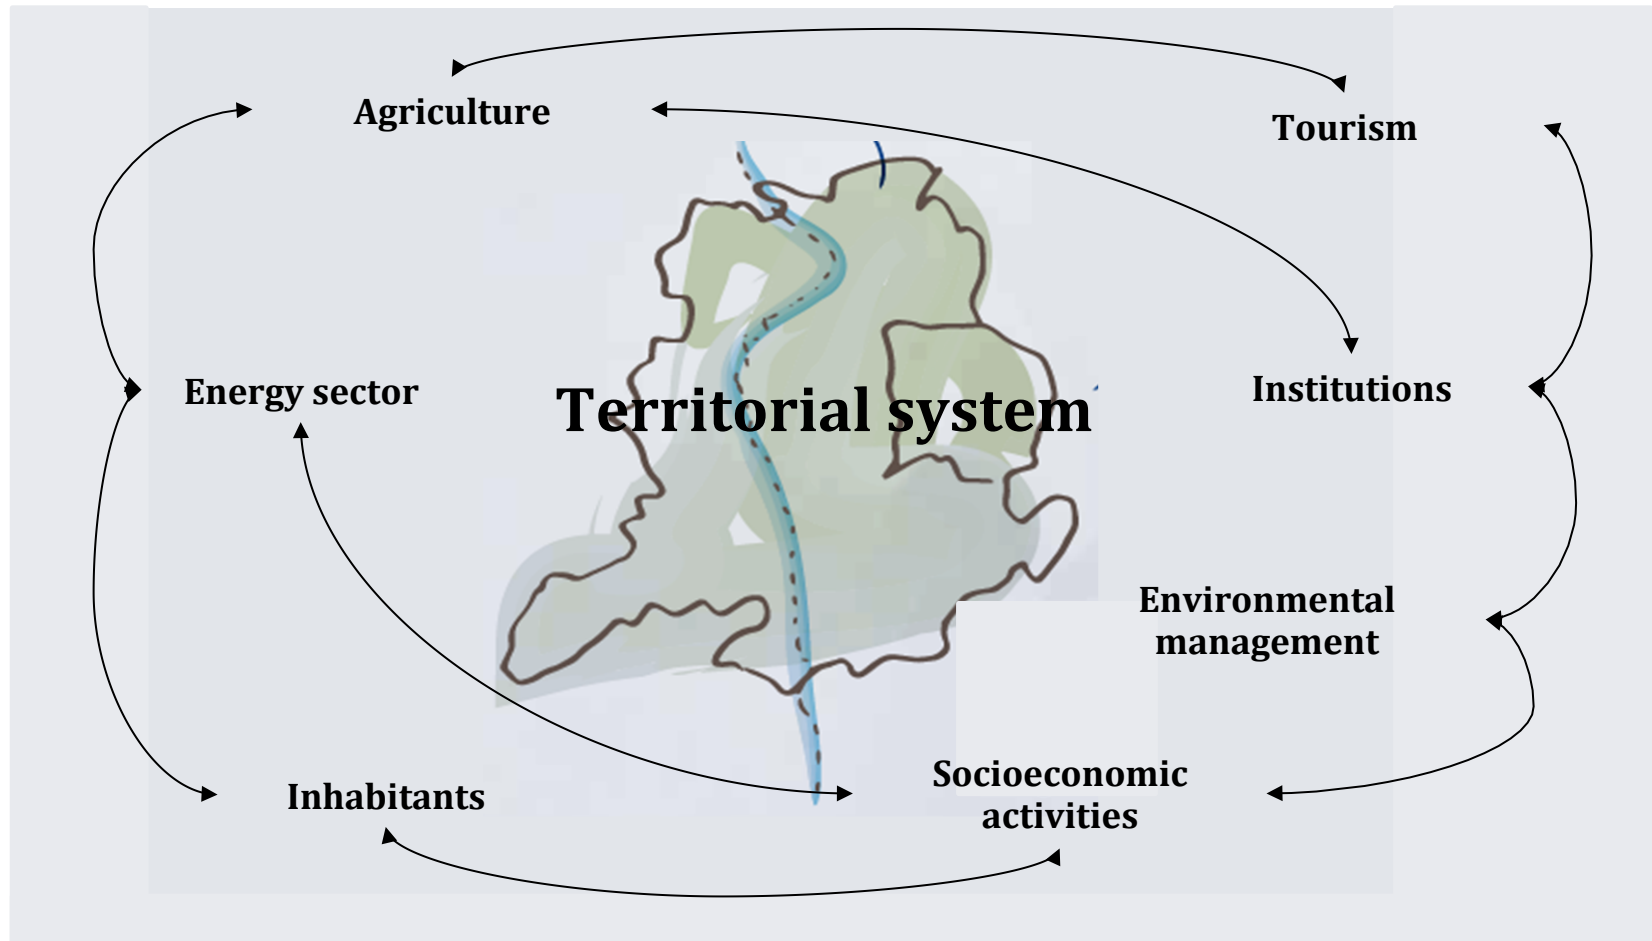 Agriculture
Tourism
Energy sector
Territorial system
Institutions
Environmental
management
Inhabitants
Socioeconomic
activities